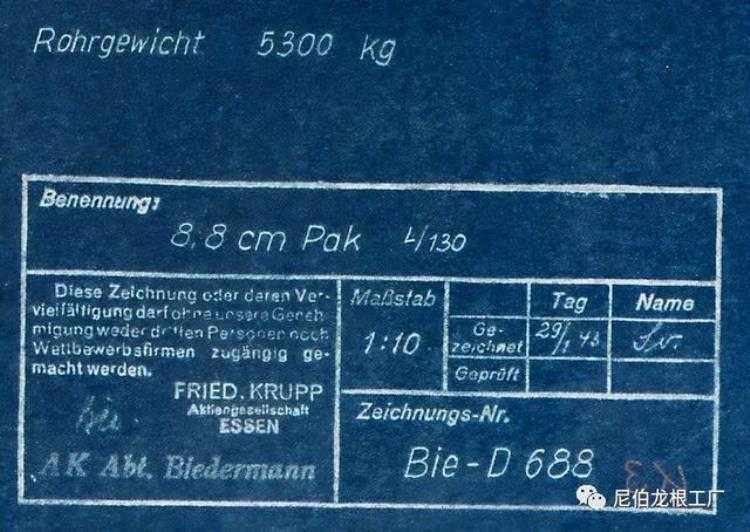 Rohrgewicht 5300 kg
Benennung:
8,8 cm Pak L/130
Diese Zeichnung oder deren Ver-
vielfältigung darf ohne unsere Geneh-
migung weder dritten Personen noch
Wettbewerbsfirmen zugängig ge-
macht werden.
FRIED. KRUPP
Aktiengesellschaft
ESSEN
AK Abt. Biedermann
Maßstab
1:10
Tag Name
Ge-
zeichnet 29/1 43
Geprüft
Zeichnungs-Nr.
Bie-D 688
尼伯龙根工厂